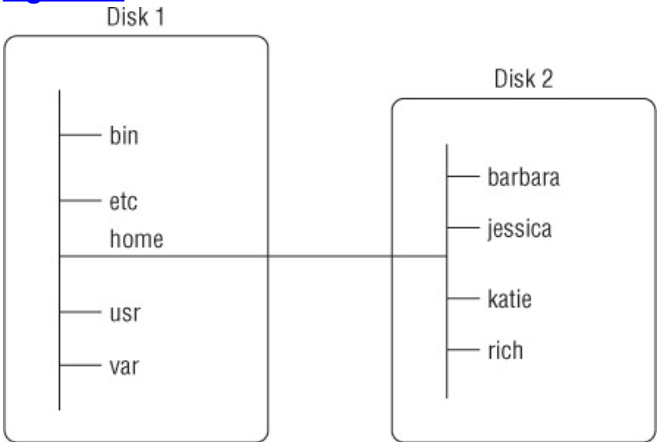 Disk 1
bin
etc
home
usr
var
Disk 2
barbara
jessica
katie
rich